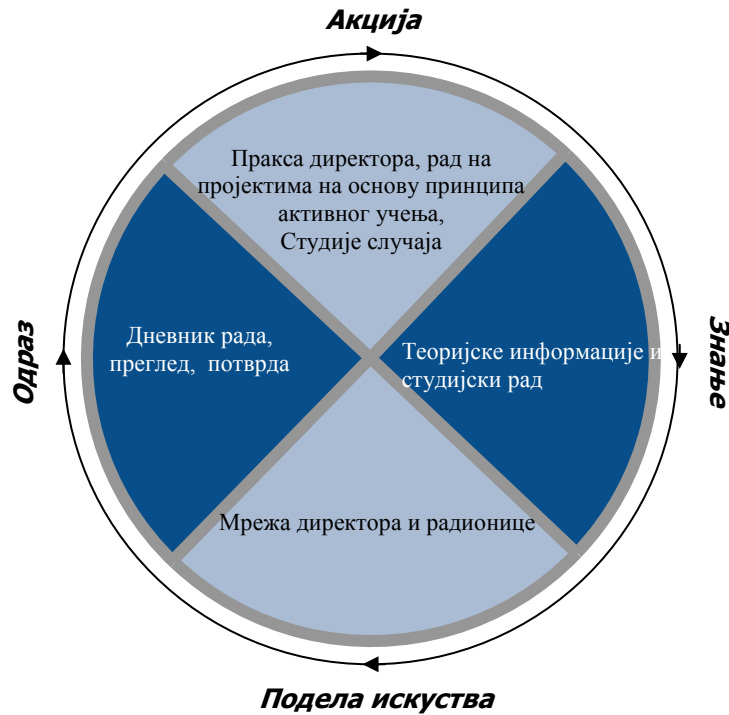 Акција
Пракса директора, рад на
пројектима на основу принципа
активног учења,
Студије случаја
Дневник рада,
преглед, потврда
Одраз
Теоријске информације и
студијски рад
Знање
Мрежа директора и радионице
Подела искуства